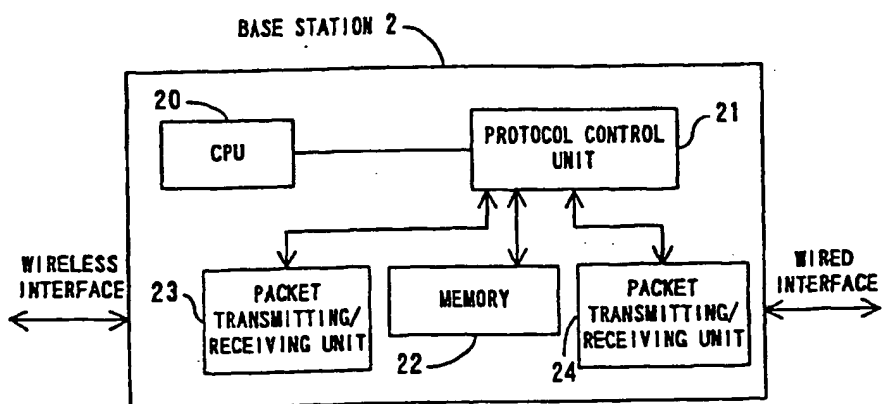 BASE STATION 2
20
CPU
PROTOCOL CONTROL
UNIT
21
WIRELESS
INTERFACE
23
PACKET
TRANSMITTING/
RECEIVING UNIT
MEMORY
22
PACKET
TRANSMITTING/
RECEIVING UNIT
24
WIRED
INTERFACE